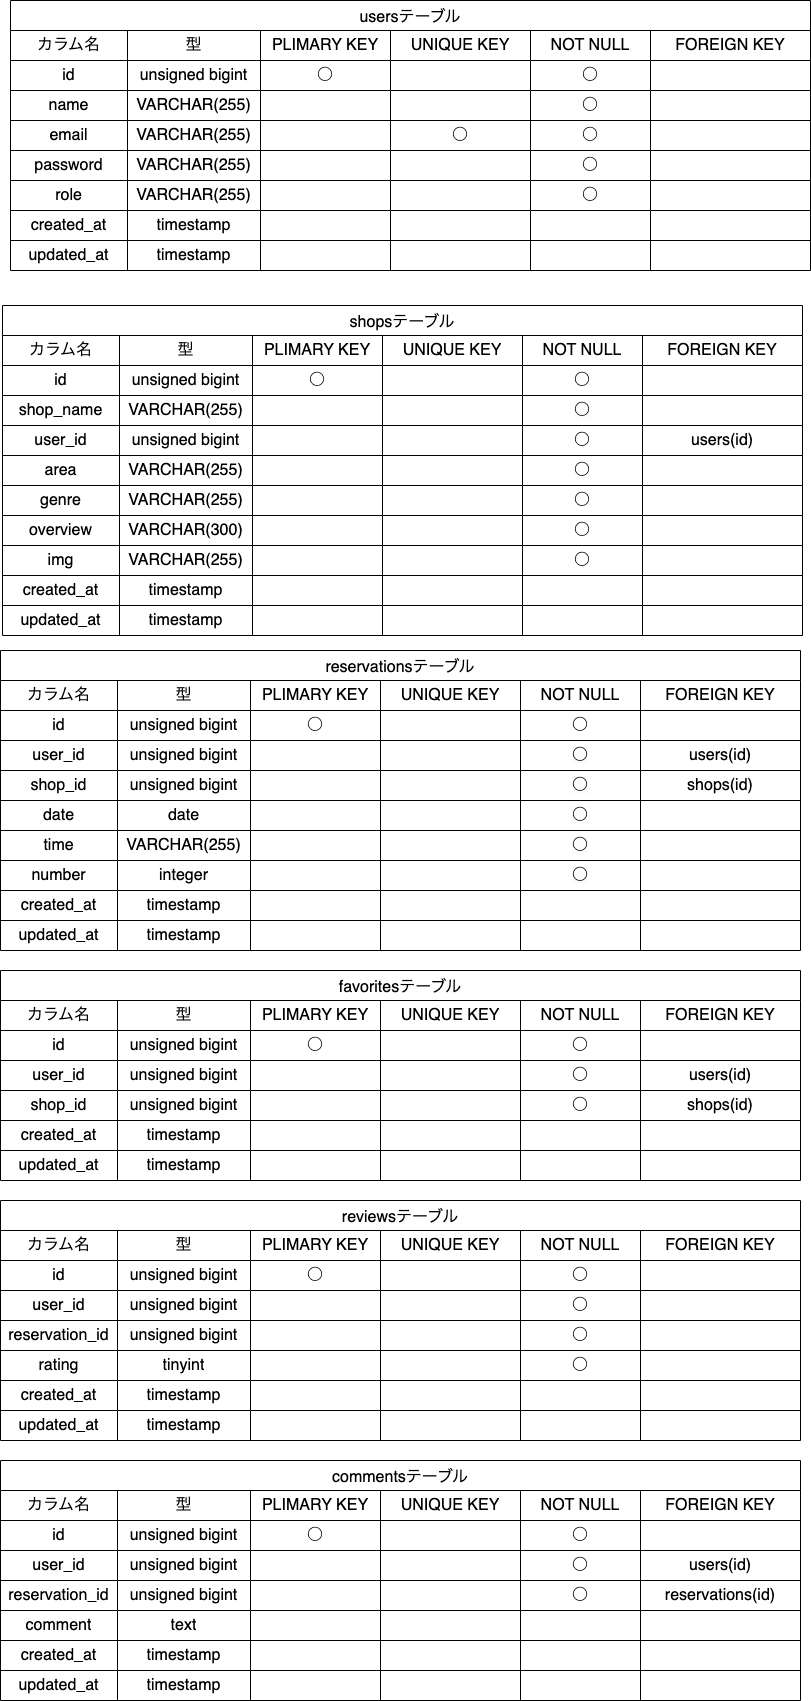 usersテーブル
カラム名 型 PLIMARY KEY UNIQUE KEY NOT NULL FOREIGN KEY
id unsigned bigint ○ ○
name VARCHAR(255) ○
email VARCHAR(255) ○ ○
password VARCHAR(255) ○
role VARCHAR(255) ○
created_at timestamp
updated_at timestamp
shopsテーブル
カラム名 型 PLIMARY KEY UNIQUE KEY NOT NULL FOREIGN KEY
id unsigned bigint ○ ○
shop_name VARCHAR(255) ○
user_id unsigned bigint ○ users(id)
area VARCHAR(255) ○
genre VARCHAR(255) ○
overview VARCHAR(300) ○
img VARCHAR(255) ○
created_at timestamp
updated_at timestamp
reservationsテーブル
カラム名 型 PLIMARY KEY UNIQUE KEY NOT NULL FOREIGN KEY
id unsigned bigint ○ ○
user_id unsigned bigint ○ users(id)
shop_id unsigned bigint ○ shops(id)
date date ○
time VARCHAR(255) ○
number integer ○
created_at timestamp
updated_at timestamp
favoritesテーブル
カラム名 型 PLIMARY KEY UNIQUE KEY NOT NULL FOREIGN KEY
id unsigned bigint ○ ○
user_id unsigned bigint ○ users(id)
shop_id unsigned bigint ○ shops(id)
created_at timestamp
updated_at timestamp
reviewsテーブル
カラム名 型 PLIMARY KEY UNIQUE KEY NOT NULL FOREIGN KEY
id unsigned bigint ○ ○
user_id unsigned bigint ○
reservation_id unsigned bigint ○
rating tinyint ○
created_at timestamp
updated_at timestamp
commentsテーブル
カラム名 型 PLIMARY KEY UNIQUE KEY NOT NULL FOREIGN KEY
id unsigned bigint ○ ○
user_id unsigned bigint ○ users(id)
reservation_id unsigned bigint ○ reservations(id)
comment text
created_at timestamp
updated_at timestamp